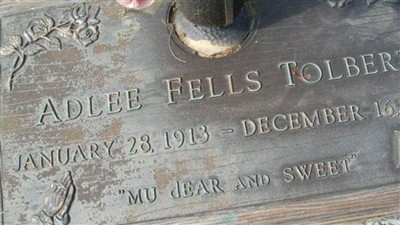 ADLEE FELLS TOLBERT
JANUARY 28, 1913 - DECEMBER 16,
"MU dEAR AND SWEET"